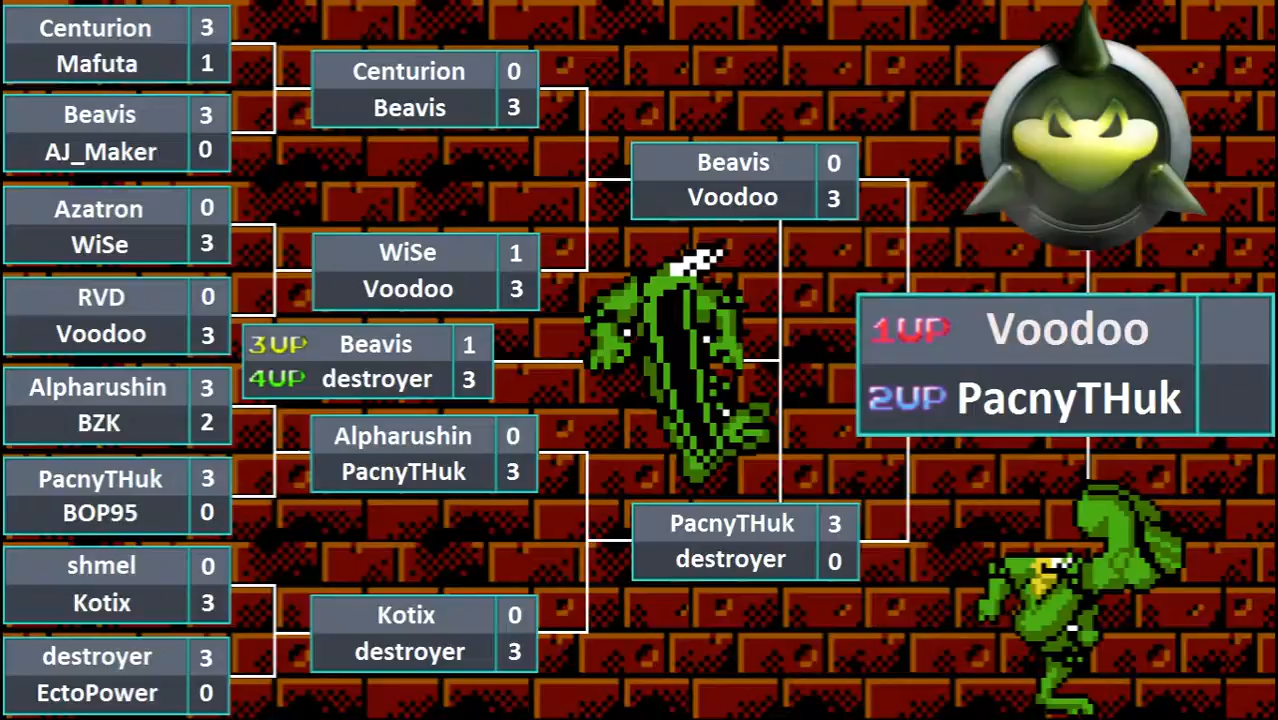 Centurion 3
Mafuta 1
Beavis 3
AJ_Maker 0
Azatron 0
WiSe 3
RVD 0
Voodoo 3
Alpharushin 3
BZK 2
PacnyTHuk 3
BOP95 0
shmel 0
Kotix 3
destroyer 3
EctoPower 0
Centurion 0
Beavis 3
WiSe 1
Voodoo 3
3UP Beavis 1
4UP destroyer 3
Alpharushin 0
PacnyTHuk 3
Kotix 0
destroyer 3
Beavis 0
Voodoo 3
PacnyTHuk 3
destroyer 0
1UP Voodoo
2UP PacnyTHuk